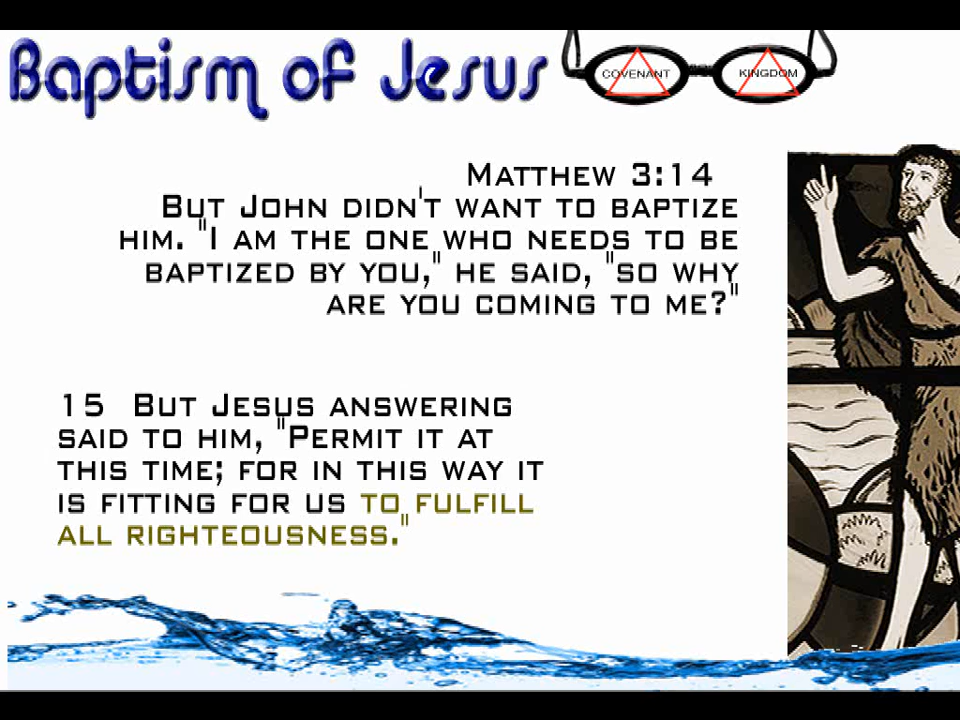 Baptism of Jesus
COVENANT KINGDOM
Matthew 3:14
But John didn't want to baptize
him. "I am the one who needs to be
baptized by you," he said, "so why
are you coming to me?"
15 But Jesus answering
said to him, "Permit it at
this time; for in this way it
is fitting for us to fulfill
all righteousness."